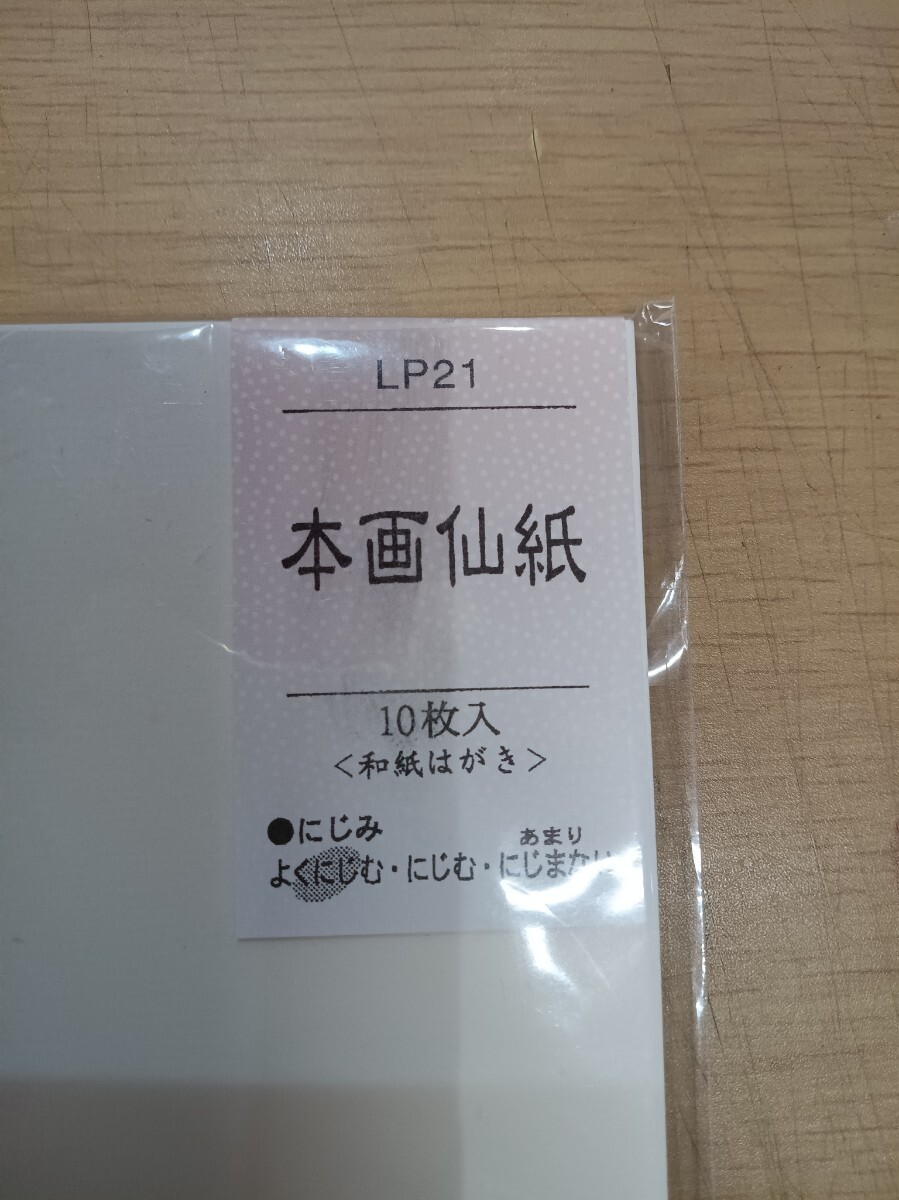 LP21
本画仙紙
10枚入
<和紙はがき>
●にじみ
あまり
よくにじむ・にじむ・にじまない